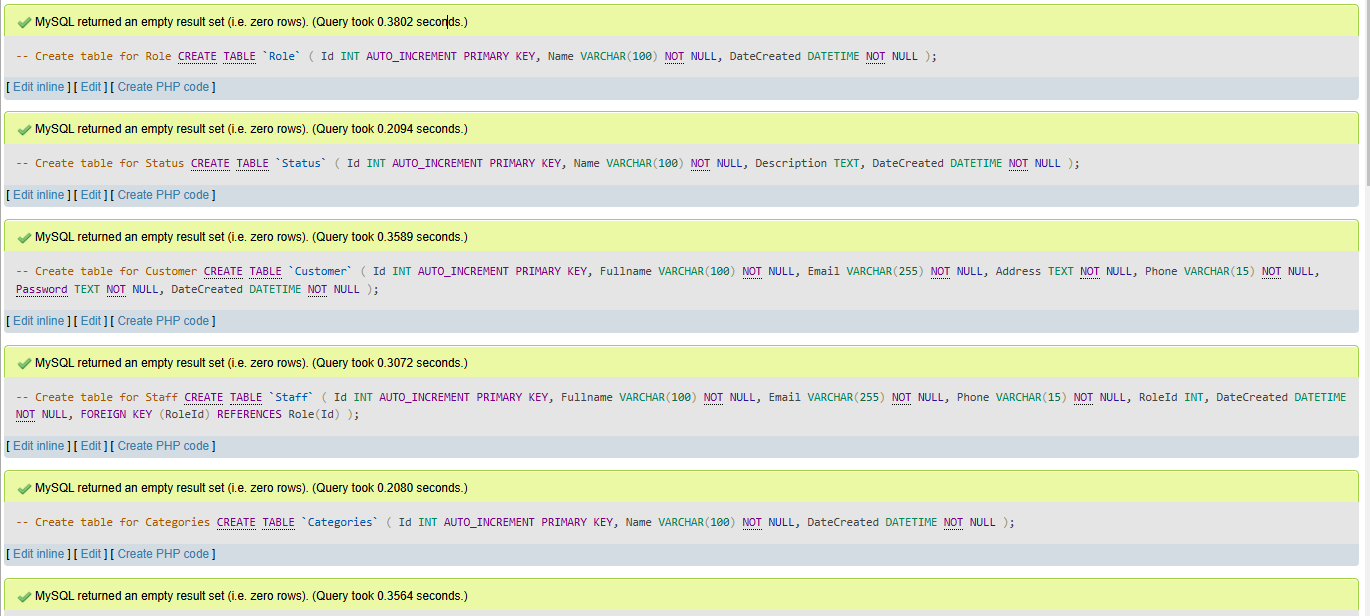 MySQL returned an empty result set (i.e. zero rows). (Query took 0.3802 seconds.)
-- Create table for Role CREATE TABLE `Role` ( Id INT AUTO_INCREMENT PRIMARY KEY, Name VARCHAR(100) NOT NULL, DateCreated DATETIME NOT NULL );
[ Edit inline ] [ Edit ] [ Create PHP code ]
MySQL returned an empty result set (i.e. zero rows). (Query took 0.2094 seconds.)
-- Create table for Status CREATE TABLE `Status` ( Id INT AUTO_INCREMENT PRIMARY KEY, Name VARCHAR(100) NOT NULL, Description TEXT, DateCreated DATETIME NOT NULL );
[ Edit inline ] [ Edit ] [ Create PHP code ]
MySQL returned an empty result set (i.e. zero rows). (Query took 0.3589 seconds.)
-- Create table for Customer CREATE TABLE `Customer` ( Id INT AUTO_INCREMENT PRIMARY KEY, Fullname VARCHAR(100) NOT NULL, Email VARCHAR(255) NOT NULL, Address TEXT NOT NULL, Phone VARCHAR(15) NOT NULL,
Password TEXT NOT NULL, DateCreated DATETIME NOT NULL );
[ Edit inline ] [ Edit ] [ Create PHP code ]
MySQL returned an empty result set (i.e. zero rows). (Query took 0.3072 seconds.)
-- Create table for Staff CREATE TABLE `Staff` ( Id INT AUTO_INCREMENT PRIMARY KEY, Fullname VARCHAR(100) NOT NULL, Email VARCHAR(255) NOT NULL, Phone VARCHAR(15) NOT NULL, RoleId INT, DateCreated DATETIME
NOT NULL, FOREIGN KEY (RoleId) REFERENCES Role(Id) );
[ Edit inline ] [ Edit ] [ Create PHP code ]
MySQL returned an empty result set (i.e. zero rows). (Query took 0.2080 seconds.)
-- Create table for Categories CREATE TABLE `Categories` ( Id INT AUTO_INCREMENT PRIMARY KEY, Name VARCHAR(100) NOT NULL, DateCreated DATETIME NOT NULL );
[ Edit inline ] [ Edit ] [ Create PHP code ]
MySQL returned an empty result set (i.e. zero rows). (Query took 0.3564 seconds.)